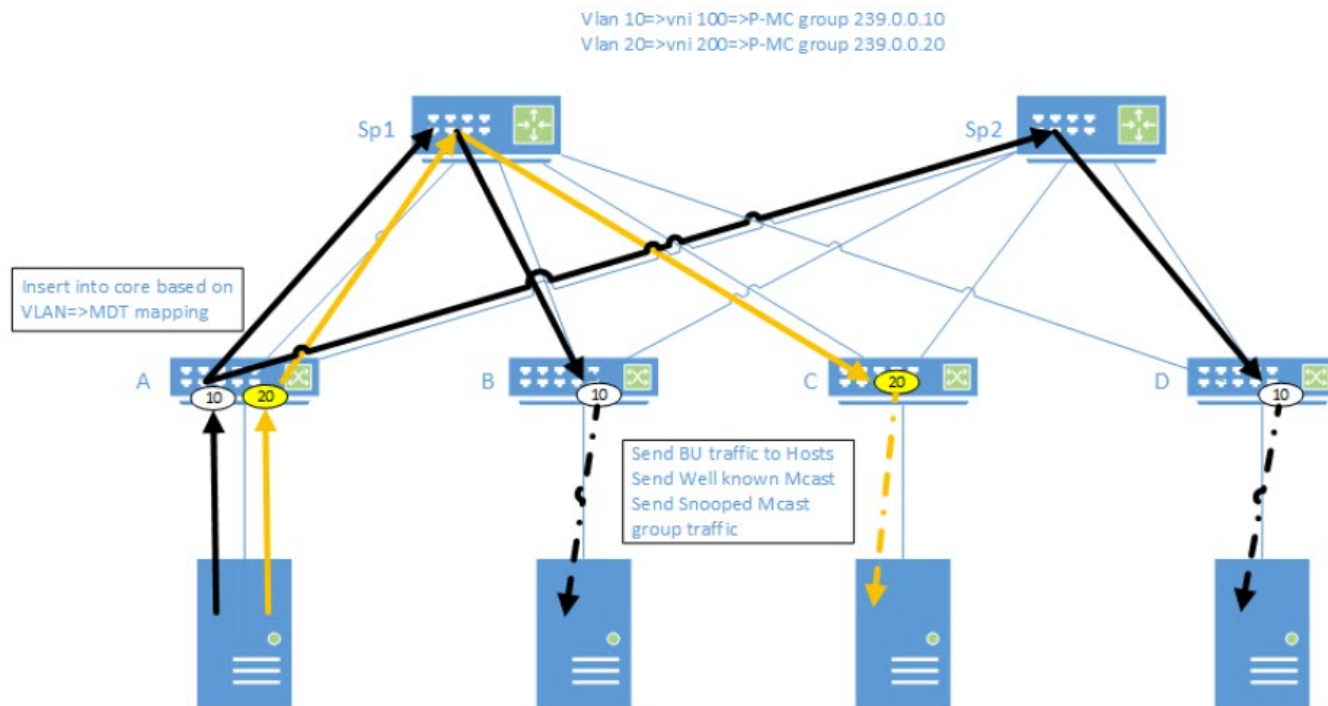 Vlan 10=>vni 100=>P-MC group 239.0.0.10
Vlan 20=>vni 200=>P-MC group 239.0.0.20
Sp1
Sp2
Insert into core based on
VLAN=>MDT mapping
A
10
20
B
10
C
20
D
10
Send BU traffic to Hosts
Send Well known Mcast
Send Snooped Mcast
group traffic